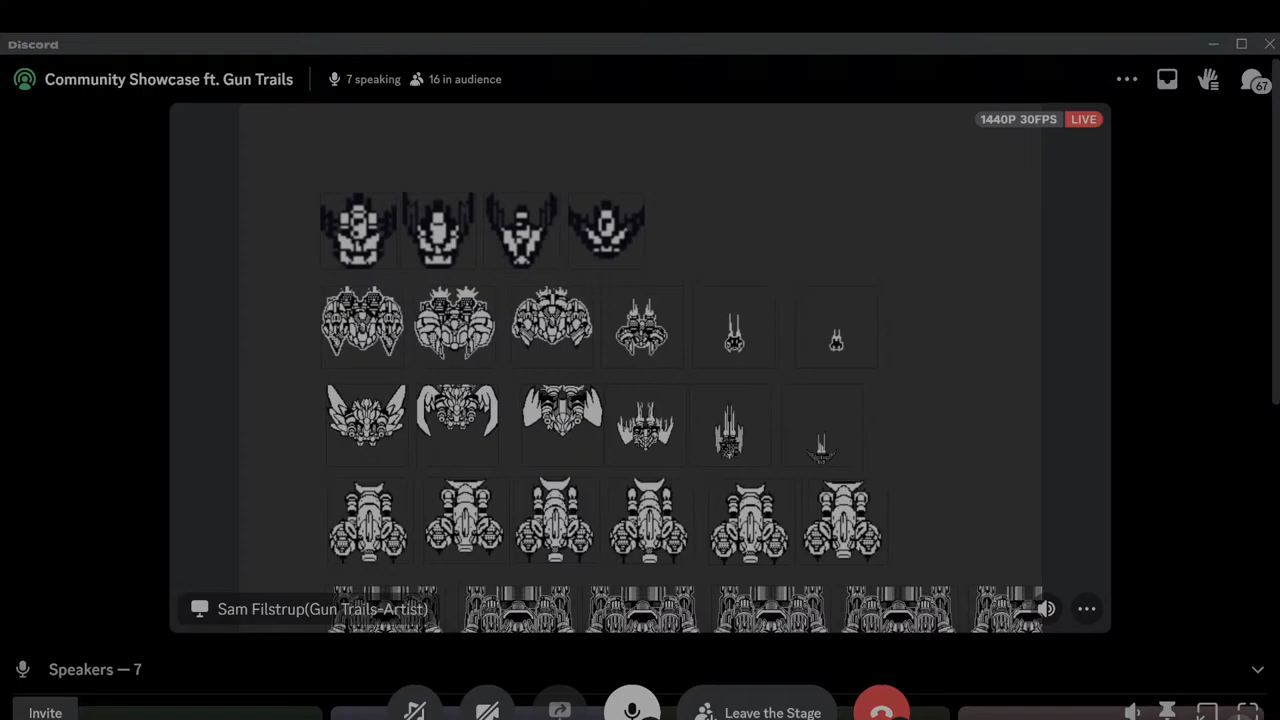 Discord
Community Showcase ft. Gun Trails
7 speaking
16 in audience
67
1440P 30FPS
LIVE
Sam Filstrup(Gun Trails-Artist)
Speakers — 7
Invite
Leave the Stage